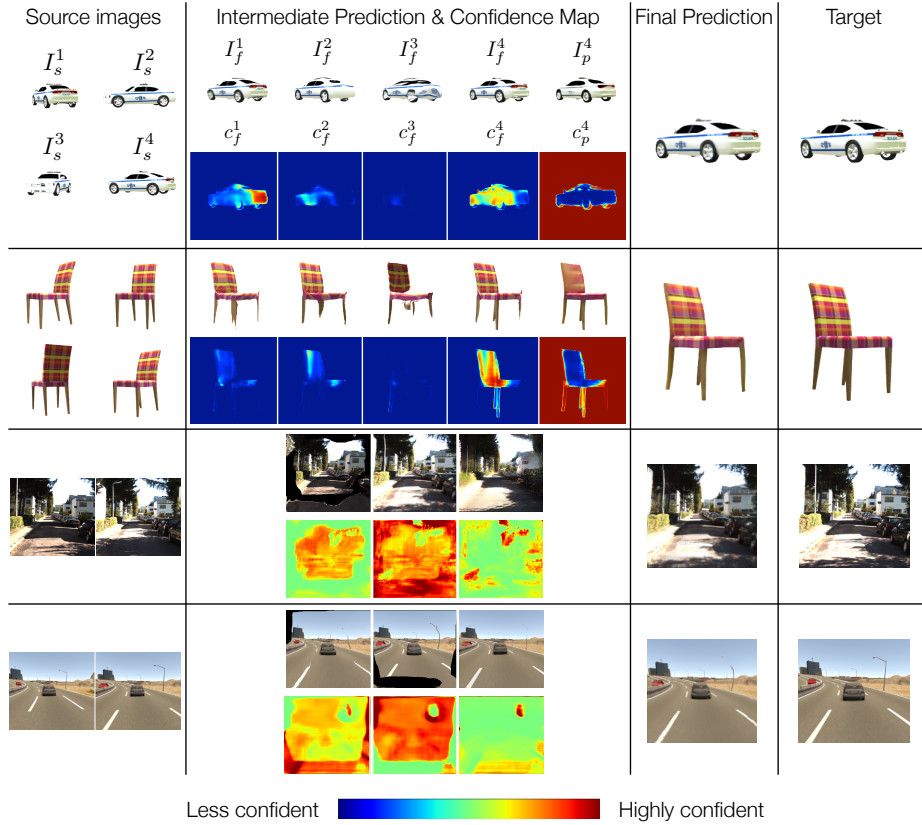 Source images
Intermediate Prediction & Confidence Map
Final Prediction
Target
I_s^1 I_s^2
I_f^1 I_f^2 I_f^3 I_f^4 I_p^4
c_f^1 c_f^2 c_f^3 c_f^4 c_p^4
I_s^3 I_s^4
Less confident
Highly confident